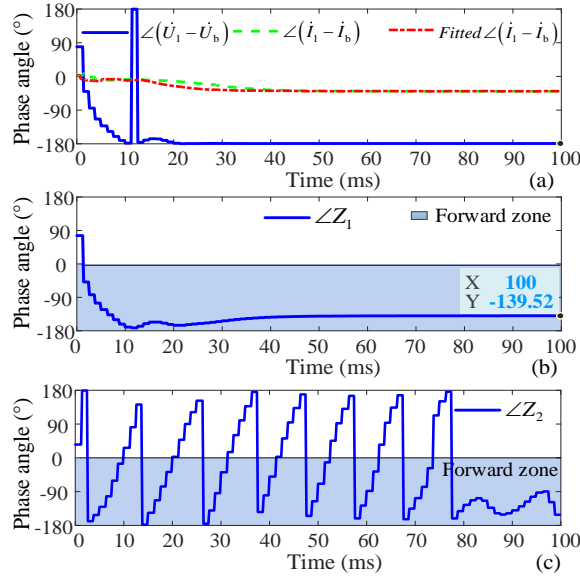 ∠(U̇₁ − U̇b) ∠(İ₁ − İb) Fitted∠(İ₁ − İb)
Phase angle (°)
180
90
0
-90
-180
0 10 20 30 40 50 60 70 80 90 100
Time (ms)
(a)
∠Z₁ Forward zone
Phase angle (°)
180
90
0
-90
-180
X 100
Y -139.52
0 10 20 30 40 50 60 70 80 90 100
Time (ms)
(b)
∠Z₂
Phase angle (°)
180
90
0
-90
-180
Forward zone
0 10 20 30 40 50 60 70 80 90 100
Time (ms)
(c)